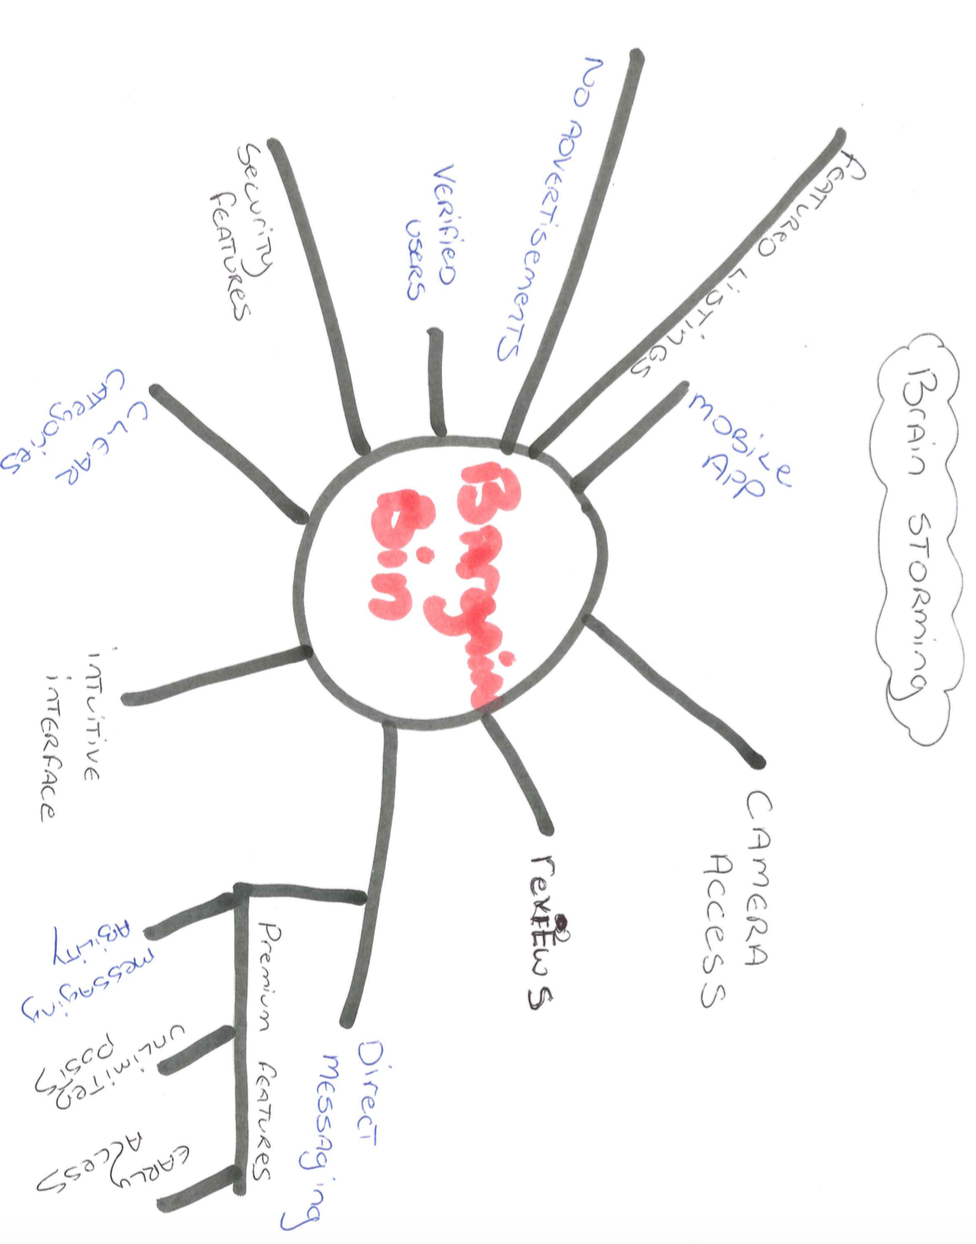 Brain Storming
Bargain
Bin
Featured Listings
No Advertisements
Verified
Users
Security
Features
Clear
Categories
Intuitive
Interface
Mobile
App
Camera
Access
Reviews
Direct
Messaging
Premium Features
Messaging
Ability
Unlimited
Posts
Early
Access